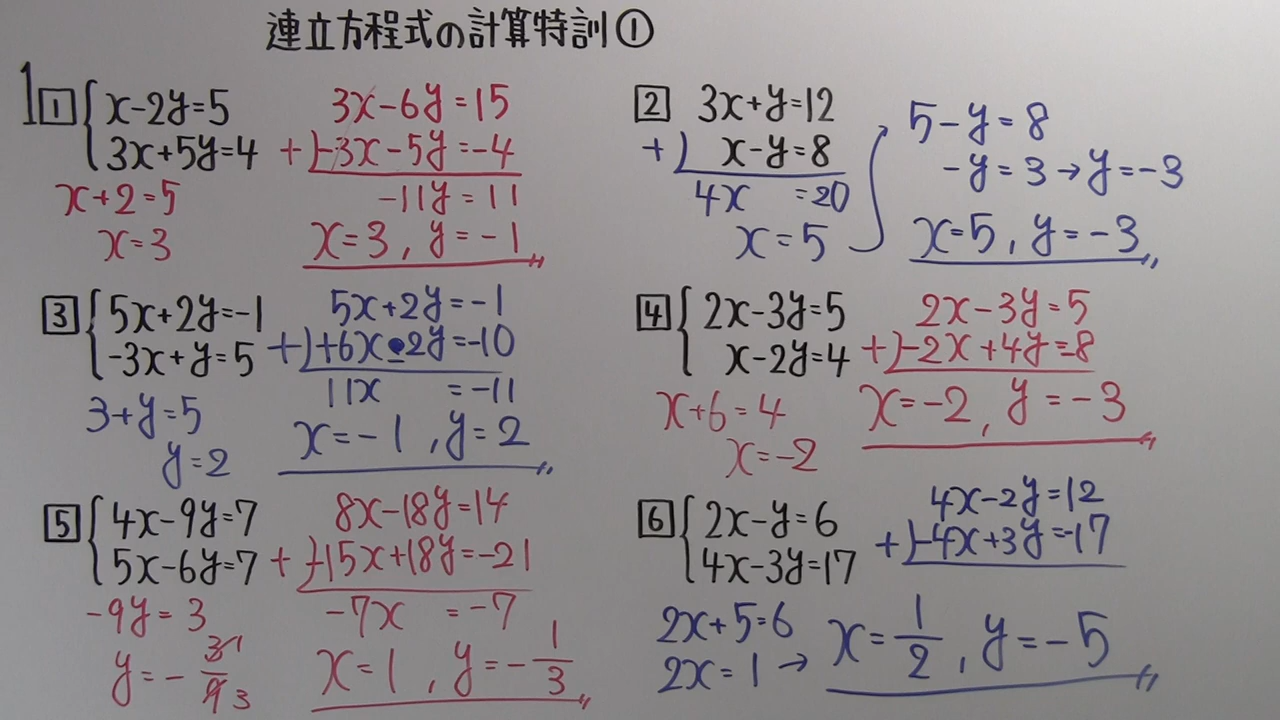 連立方程式の計算特訓①
1 x-2y=5
3x+5y=4
3x-6y=15
+) -3x-5y=-4
-11y=11
x+2=5
x=3
x=3, y=-1
2 3x+y=12
+) x-y=8
4x =20
x=5
5-y=8
-y=3→y=-3
x=5, y=-3
3 5x+2y=-1
-3x+y=5
5x+2y=-1
+) +6x-2y=-10
11x =-11
3+y=5
y=2
x=-1, y=2
4 2x-3y=5
x-2y=4
2x-3y=5
+) -2x+4y=-8
x+6=4
x=-2
x=-2, y=-3
5 4x-9y=7
5x-6y=7
8x-18y=14
+) -15x+18y=-21
-7x =-7
-9y=3
y=-3/9 1 3
x=1, y=-1/3
6 2x-y=6
4x-3y=17
4x-2y=12
+) -4x+3y=-17
2x+5=6
2x=1→
x=1/2, y=-5